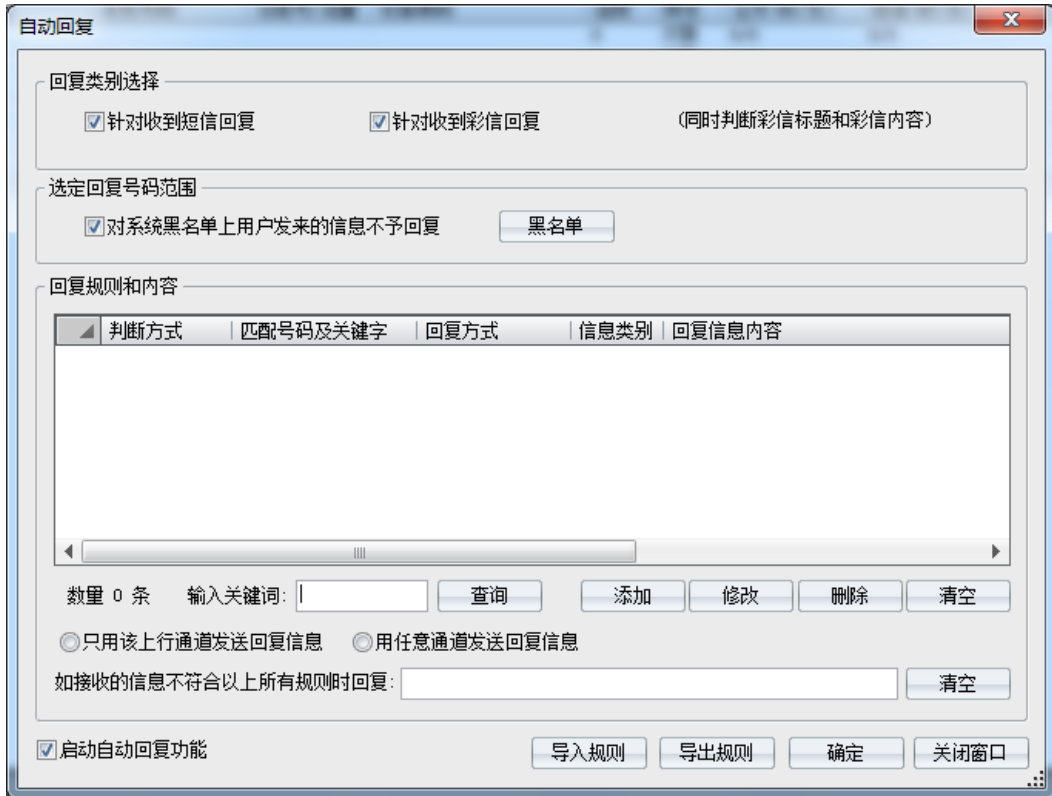 自动回复
回复类别选择
针对收到短信回复 针对收到彩信回复 (同时判断彩信标题和彩信内容)
选定回复号码范围
对系统黑名单上用户发来的信息不予回复 黑名单
回复规则和内容
判断方式 匹配号码及关键字 回复方式 信息类别 回复信息内容
数量 0 条 输入关键词: 查询 添加 修改 删除 清空
只用该上行通道发送回复信息 用任意通道发送回复信息
如接收的信息不符合以上所有规则时回复: 清空
启动自动回复功能 导入规则 导出规则 确定 关闭窗口